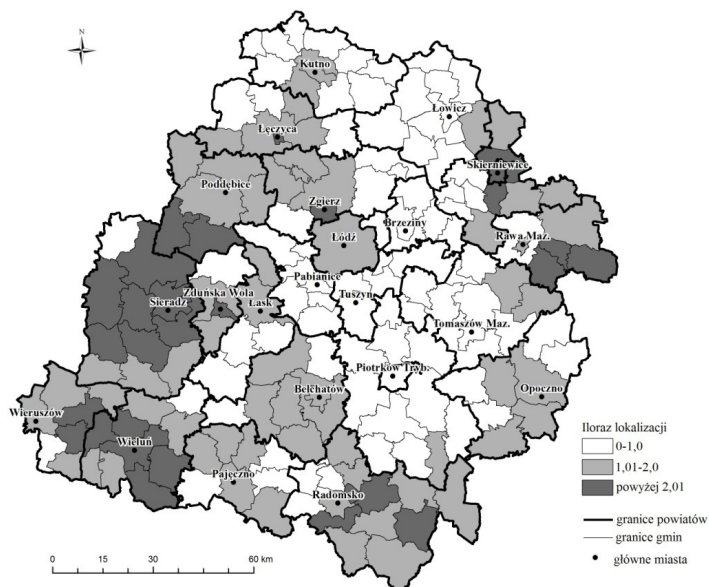 N
Kutno
Łowicz
Łęczyca
Skierniewice
Poddębice
Zgierz
Brzeziny
Łódź
Rawa Maz.
Pabianice
Zduńska Wola
Tuszyn
Sieradz
Łask
Tomaszów Maz.
Piotrków Tryb.
Bełchatów
Opoczno
Wieruszów
Wieluń
Pajęczno
Radomsko
Iloraz lokalizacji
0-1,0
1,01-2,0
powyżej 2,01
granice powiatów
granice gmin
główne miasta
0 15 30 60 km